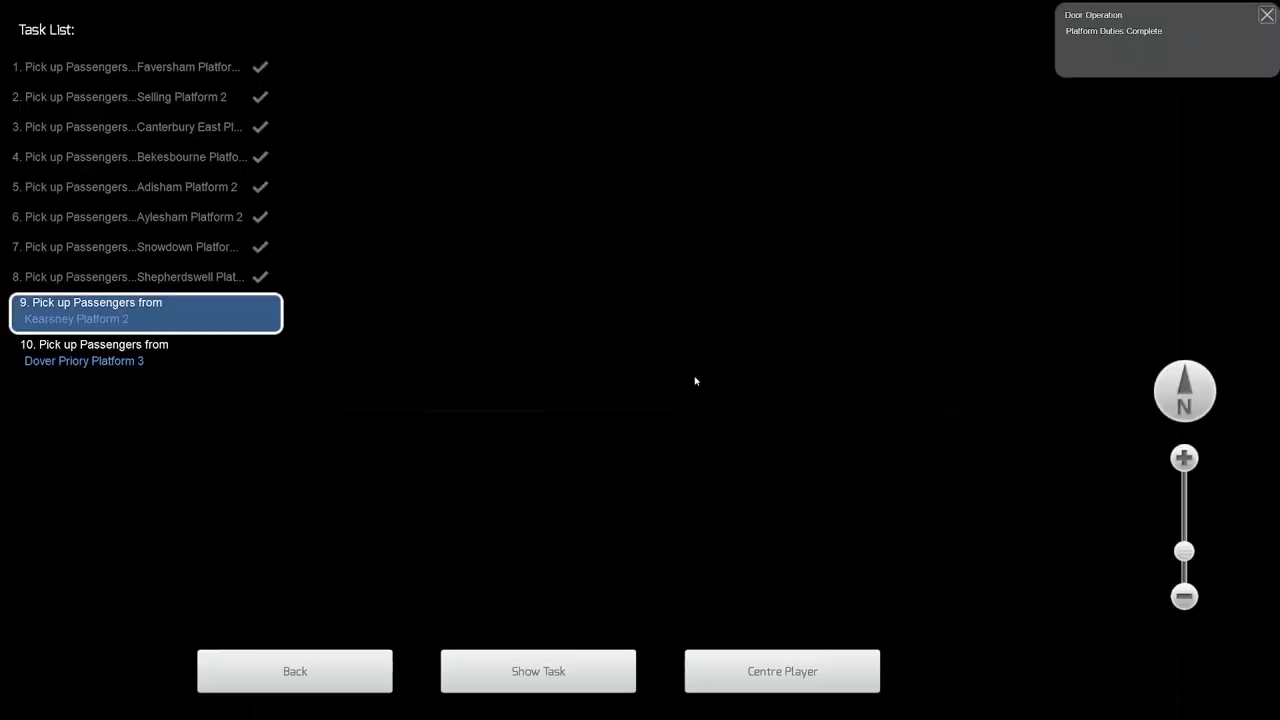 Task List:
Door Operation
Platform Duties Complete
1. Pick up Passengers...Faversham Platfor...
2. Pick up Passengers...Selling Platform 2
3. Pick up Passengers...Canterbury East Pl...
4. Pick up Passengers...Bekesbourne Platfo...
5. Pick up Passengers...Adisham Platform 2
6. Pick up Passengers...Aylesham Platform 2
7. Pick up Passengers...Snowdown Platfor...
8. Pick up Passengers...Shepherdswell Plat...
9. Pick up Passengers from
Kearsney Platform 2
10. Pick up Passengers from
Dover Priory Platform 3
N
Back
Show Task
Centre Player